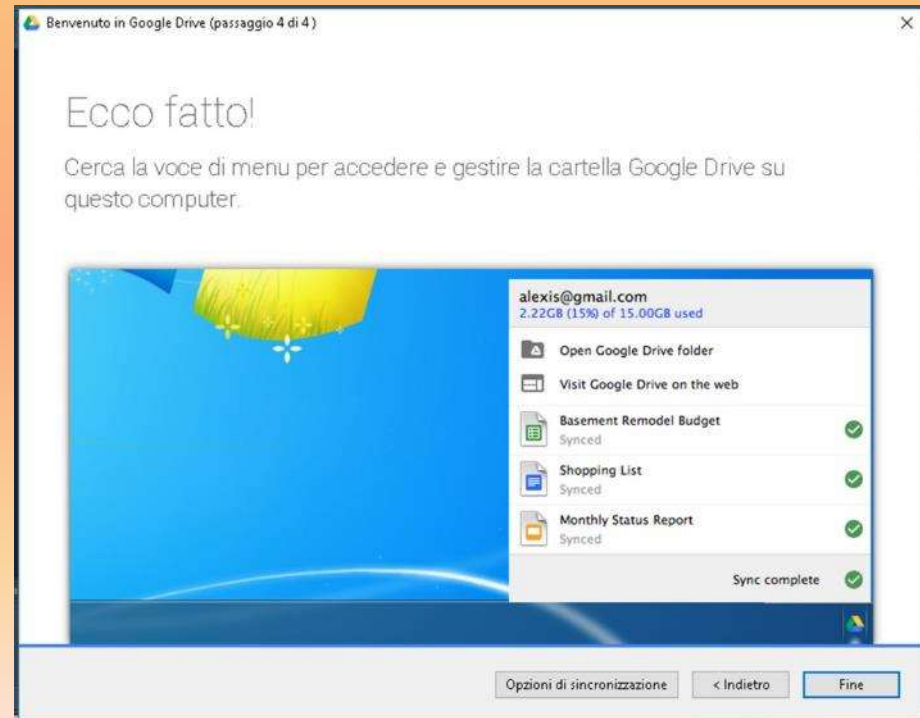 Benvenuto in Google Drive (passaggio 4 di 4)
Ecco fatto!
Cerca la voce di menu per accedere e gestire la cartella Google Drive su
questo computer.
alexis@gmail.com
2.22GB (15%) of 15.00GB used
Open Google Drive folder
Visit Google Drive on the web
Basement Remodel Budget
Synced
Shopping List
Synced
Monthly Status Report
Synced
Sync complete
Opzioni di sincronizzazione
< Indietro
Fine